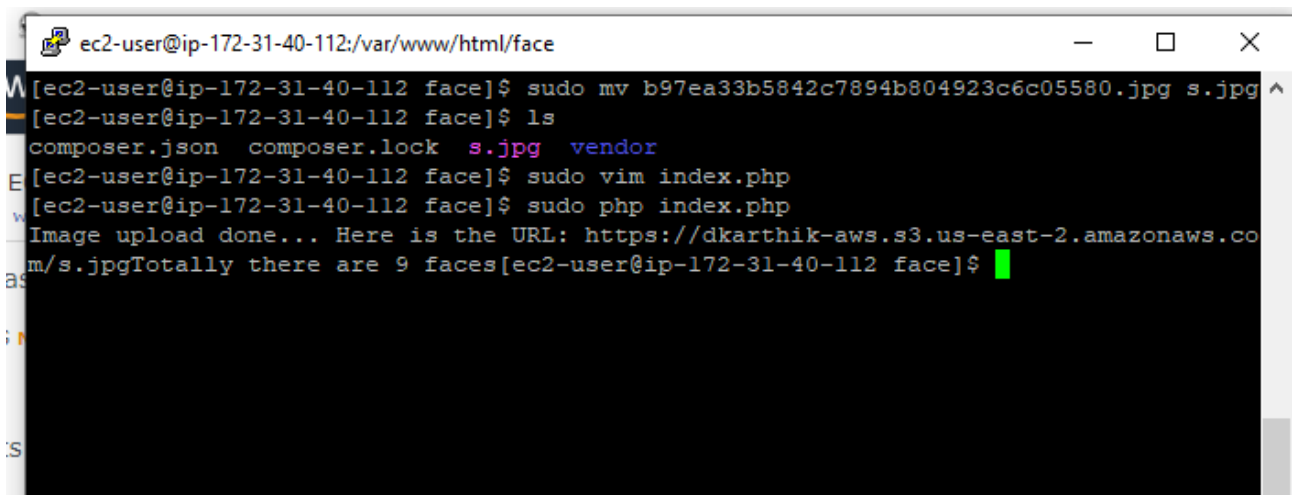 ec2-user@ip-172-31-40-112:/var/www/html/face
[ec2-user@ip-172-31-40-112 face]$ sudo mv b97ea33b5842c7894b804923c6c05580.jpg s.jpg
[ec2-user@ip-172-31-40-112 face]$ ls
composer.json  composer.lock  s.jpg  vendor
[ec2-user@ip-172-31-40-112 face]$ sudo vim index.php
[ec2-user@ip-172-31-40-112 face]$ sudo php index.php
Image upload done... Here is the URL: https://dkarthik-aws.s3.us-east-2.amazonaws.co
m/s.jpgTotally there are 9 faces[ec2-user@ip-172-31-40-112 face]$